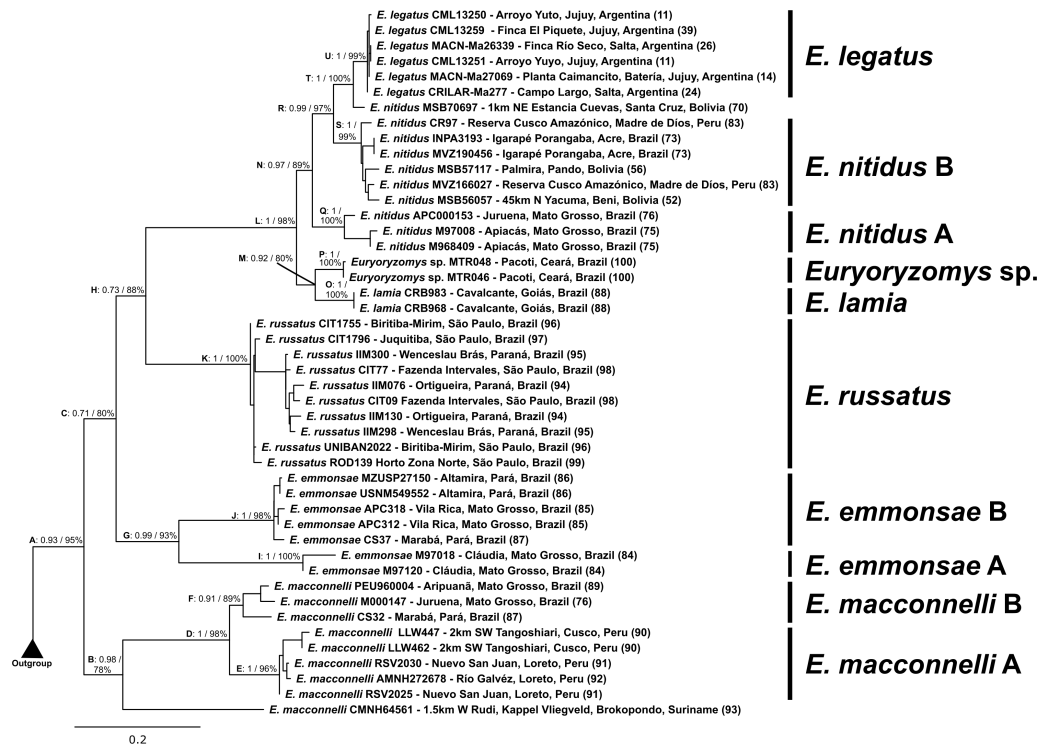 E. legatus CML13250 - Arroyo Yuto, Jujuy, Argentina (11)
E. legatus CML13259 - Finca El Piquete, Jujuy, Argentina (39)
E. legatus MACN-Ma26339 - Finca Río Seco, Salta, Argentina (26)
U: 1 / 99%
E. legatus CML13251 - Arroyo Yuyo, Jujuy, Argentina (11)
E. legatus
T: 1 / 100%
E. legatus MACN-Ma27069 - Planta Caimancito, Batería, Jujuy, Argentina (14)
E. legatus CRILAR-Ma277 - Campo Largo, Salta, Argentina (24)
R: 0.99 / 97%
E. nitidus MSB70697 - 1km NE Estancia Cuevas, Santa Cruz, Bolivia (70)
S: 1 / 99%
E. nitidus CR97 - Reserva Cusco Amazónico, Madre de Díos, Peru (83)
E. nitidus INPA3193 - Igarapé Porangaba, Acre, Brazil (73)
E. nitidus MVZ190456 - Igarapé Porangaba, Acre, Brazil (73)
E. nitidus B
N: 0.97 / 89%
E. nitidus MSB57117 - Palmira, Pando, Bolivia (56)
E. nitidus MVZ166027 - Reserva Cusco Amazónico, Madre de Díos, Peru (83)
E. nitidus MSB56057 - 45km N Yacuma, Beni, Bolivia (52)
Q: 1 / 100%
E. nitidus APC000153 - Juruena, Mato Grosso, Brazil (76)
L: 1 / 98%
E. nitidus M97008 - Apiacás, Mato Grosso, Brazil (75)
E. nitidus A
E. nitidus M968409 - Apiacás, Mato Grosso, Brazil (75)
M: 0.92 / 80%
P: 1 / 100%
Euryoryzomys sp. MTR048 - Pacoti, Ceará, Brazil (100)
Euryoryzomys sp. MTR046 - Pacoti, Ceará, Brazil (100)
Euryoryzomys sp.
O: 1 / 100%
E. lamia CRB983 - Cavalcante, Goiás, Brazil (88)
E. lamia CRB968 - Cavalcante, Goiás, Brazil (88)
E. lamia
H: 0.73 / 88%
E. russatus CIT1755 - Biritiba-Mirim, São Paulo, Brazil (96)
E. russatus CIT1796 - Juquitiba, São Paulo, Brazil (97)
K: 1 / 100%
E. russatus IIM300 - Wenceslau Brás, Paraná, Brazil (95)
E. russatus CIT77 - Fazenda Intervales, São Paulo, Brazil (98)
E. russatus IIM076 - Ortigueira, Paraná, Brazil (94)
E. russatus
E. russatus CIT09 Fazenda Intervales, São Paulo, Brazil (98)
C: 0.71 / 80%
E. russatus IIM130 - Ortigueira, Paraná, Brazil (94)
E. russatus IIM298 - Wenceslau Brás, Paraná, Brazil (95)
E. russatus UNIBAN2022 - Biritiba-Mirim, São Paulo, Brazil (96)
E. russatus ROD139 Horto Zona Norte, São Paulo, Brazil (99)
E. emmonsae MZUSP27150 - Altamira, Pará, Brazil (86)
E. emmonsae USNM549552 - Altamira, Pará, Brazil (86)
E. emmonsae APC318 - Vila Rica, Mato Grosso, Brazil (85)
E. emmonsae B
J: 1 / 98%
E. emmonsae APC312 - Vila Rica, Mato Grosso, Brazil (85)
E. emmonsae CS37 - Marabá, Pará, Brazil (87)
G: 0.99 / 93%
A: 0.93 / 95%
I: 1 / 100%
E. emmonsae M97018 - Cláudia, Mato Grosso, Brazil (84)
E. emmonsae M97120 - Cláudia, Mato Grosso, Brazil (84)
E. emmonsae A
E. macconnelli PEU960004 - Aripuanã, Mato Grosso, Brazil (89)
F: 0.91 / 89%
E. macconnelli M000147 - Juruena, Mato Grosso, Brazil (76)
E. macconnelli B
E. macconnelli CS32 - Marabá, Pará, Brazil (87)
D: 1 / 98%
E. macconnelli LLW447 - 2km SW Tangoshiari, Cusco, Peru (90)
E. macconnelli LLW462 - 2km SW Tangoshiari, Cusco, Peru (90)
Outgroup
B: 0.98 / 78%
E: 1 / 96%
E. macconnelli RSV2030 - Nuevo San Juan, Loreto, Peru (91)
E. macconnelli A
E. macconnelli AMNH272678 - Río Galvéz, Loreto, Peru (92)
E. macconnelli RSV2025 - Nuevo San Juan, Loreto, Peru (91)
E. macconnelli CMNH64561 - 1.5km W Rudi, Kappel Vliegveld, Brokopondo, Suriname (93)
0.2